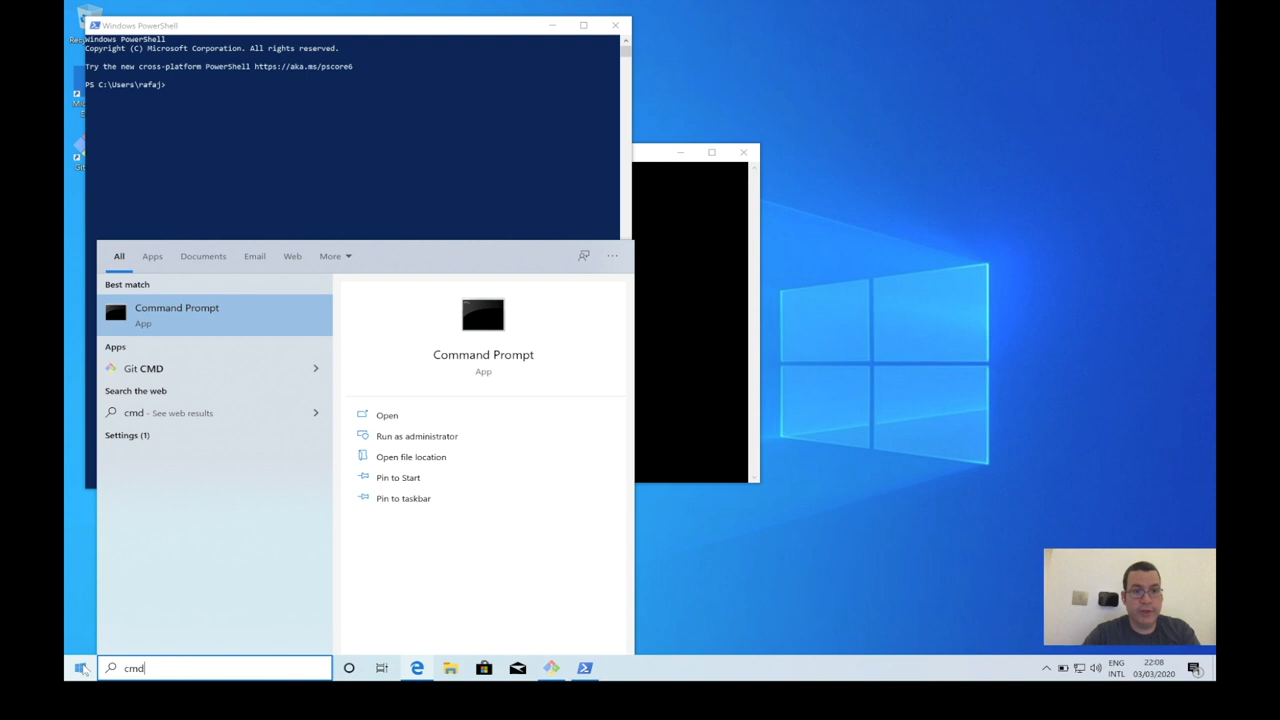 Windows PowerShell
Windows PowerShell
Copyright (C) Microsoft Corporation. All rights reserved.
Try the new cross-platform PowerShell https://aka.ms/pscore6
PS C:\Users\rafaj>
All Apps Documents Email Web More
Best match
Command Prompt
App
Apps
Git CMD
Search the web
cmd - See web results
Settings (1)
Command Prompt
App
Open
Run as administrator
Open file location
Pin to Start
Pin to taskbar
cmd
ENG
INTL
22:08
03/03/2020
1